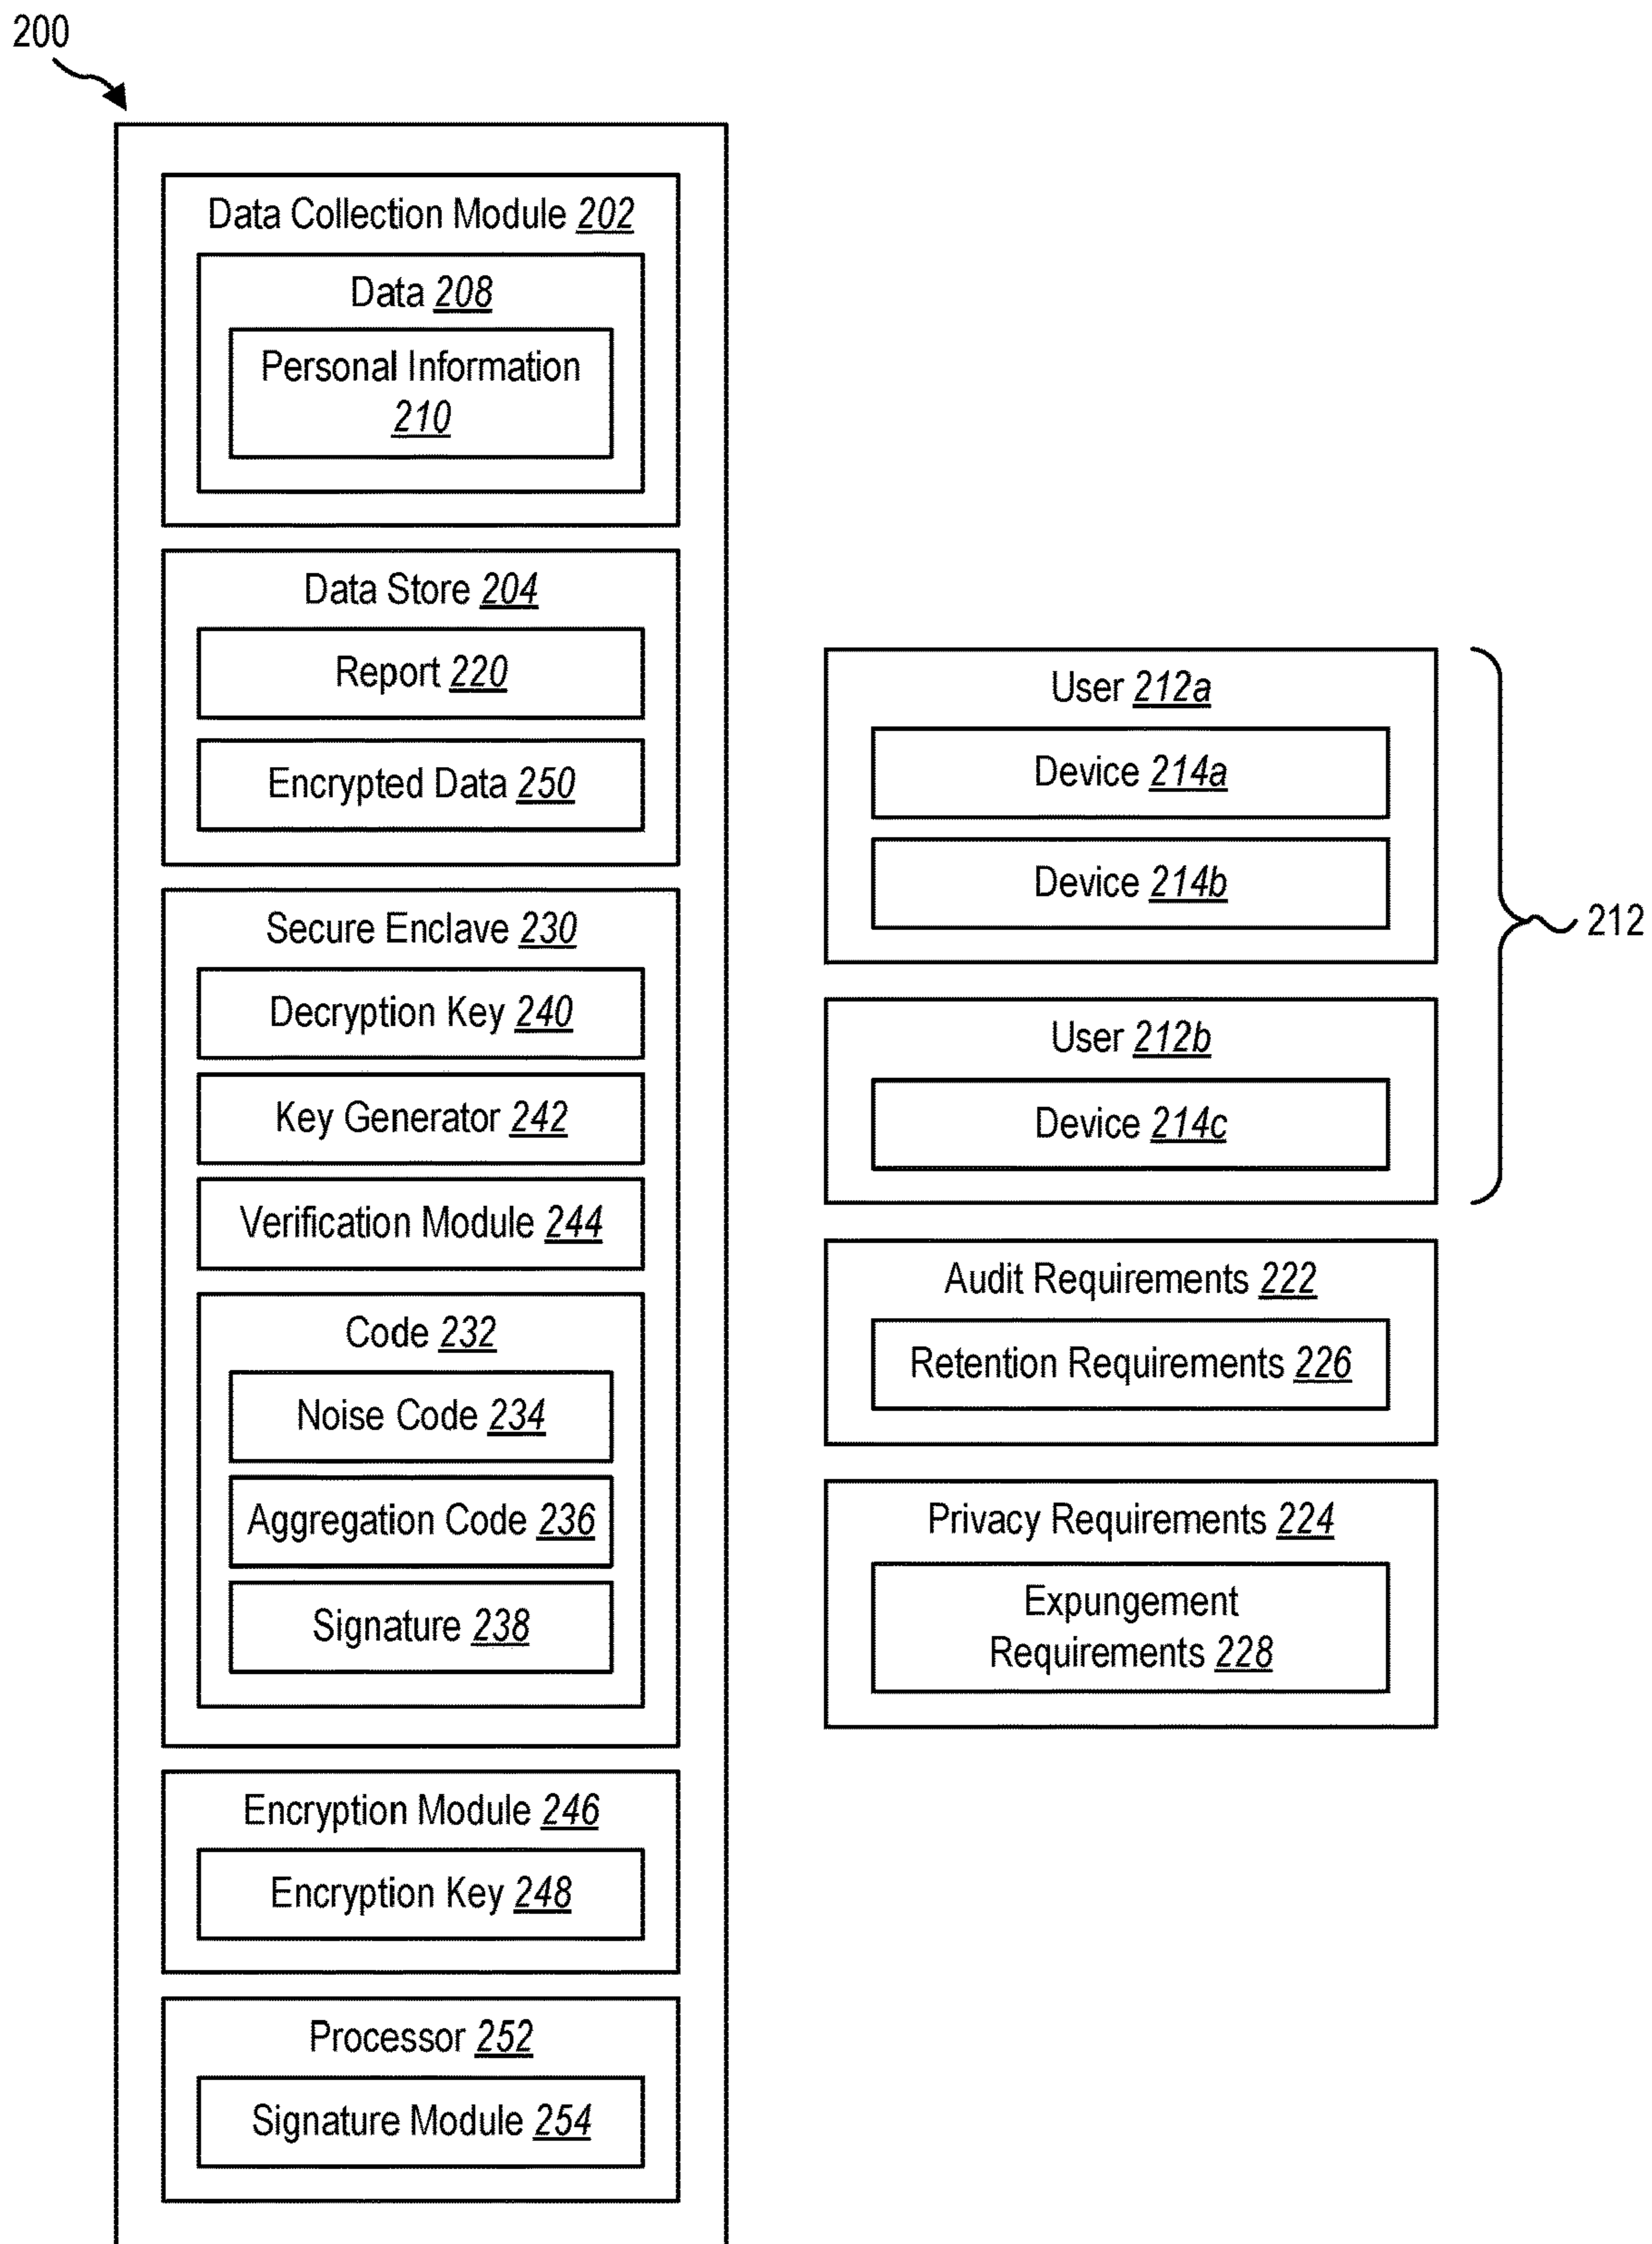 200
Data Collection Module 202
Data 208
Personal Information
210
Data Store 204
Report 220
Encrypted Data 250
Secure Enclave 230
Decryption Key 240
Key Generator 242
Verification Module 244
Code 232
Noise Code 234
Aggregation Code 236
Signature 238
Encryption Module 246
Encryption Key 248
Processor 252
Signature Module 254
User 212a
Device 214a
Device 214b
User 212b
Device 214c
212
Audit Requirements 222
Retention Requirements 226
Privacy Requirements 224
Expungement
Requirements 228